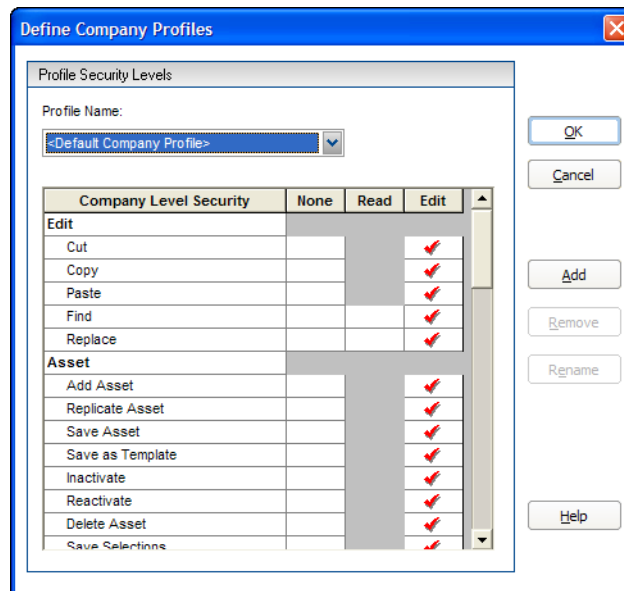 Define Company Profiles
Profile Security Levels
Profile Name:
<Default Company Profile>
OK
Cancel
Company Level Security None Read Edit
Edit
Cut
Copy
Paste
Find
Replace
Asset
Add Asset
Replicate Asset
Save Asset
Save as Template
Inactivate
Reactivate
Delete Asset
Save Selections
Add
Remove
Rename
Help